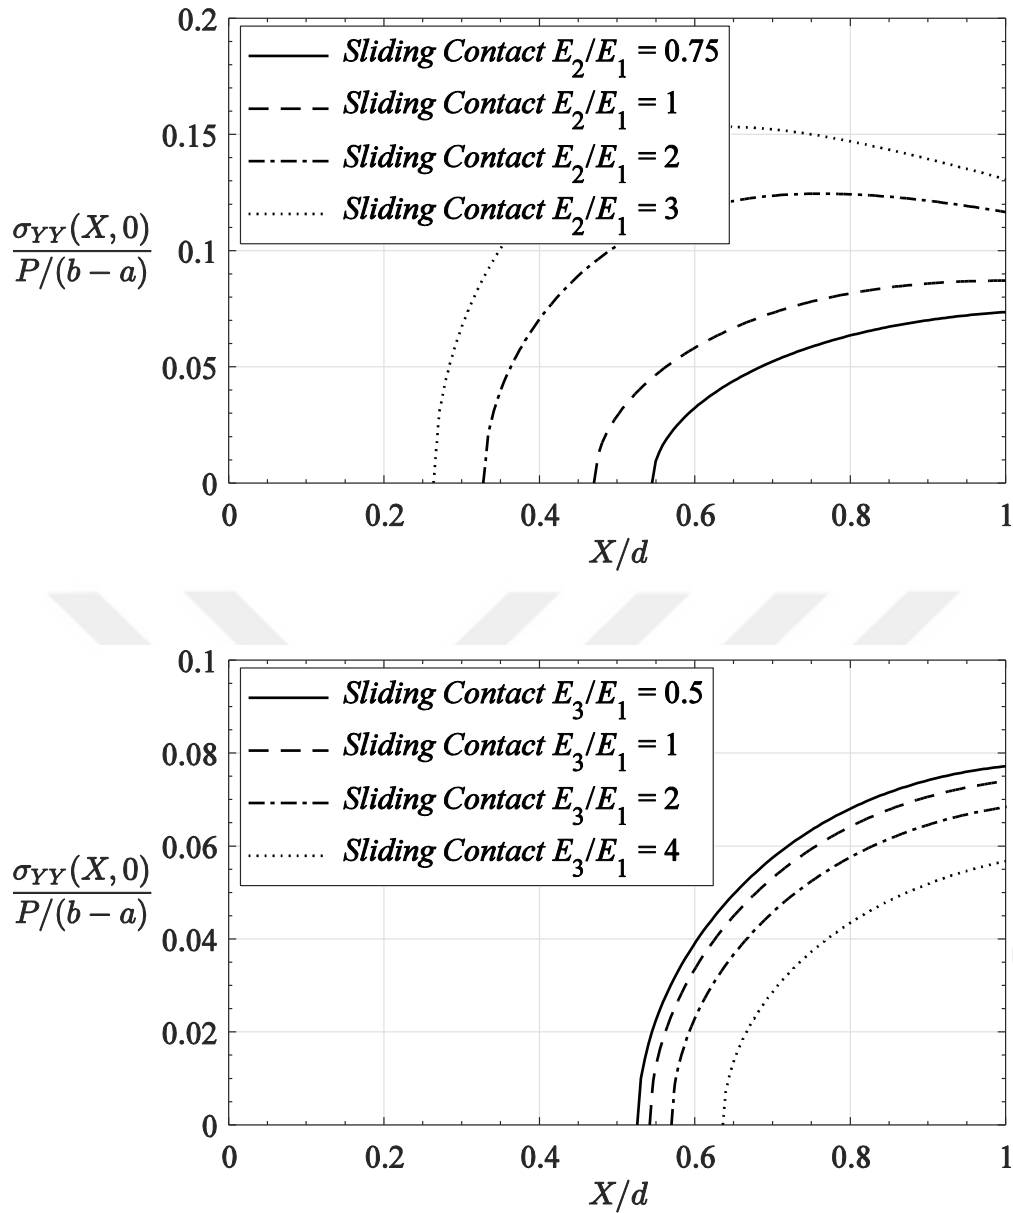 0.2
Sliding Contact E2/E1 = 0.75
Sliding Contact E2/E1 = 1
0.15
Sliding Contact E2/E1 = 2
Sliding Contact E2/E1 = 3
σYY(X, 0)
P/(b − a)
0.1
0.05
0
0 0.2 0.4 0.6 0.8 1
X/d
0.1
Sliding Contact E3/E1 = 0.5
Sliding Contact E3/E1 = 1
0.08
Sliding Contact E3/E1 = 2
Sliding Contact E3/E1 = 4
0.06
σYY(X, 0)
P/(b − a)
0.04
0.02
0
0 0.2 0.4 0.6 0.8 1
X/d